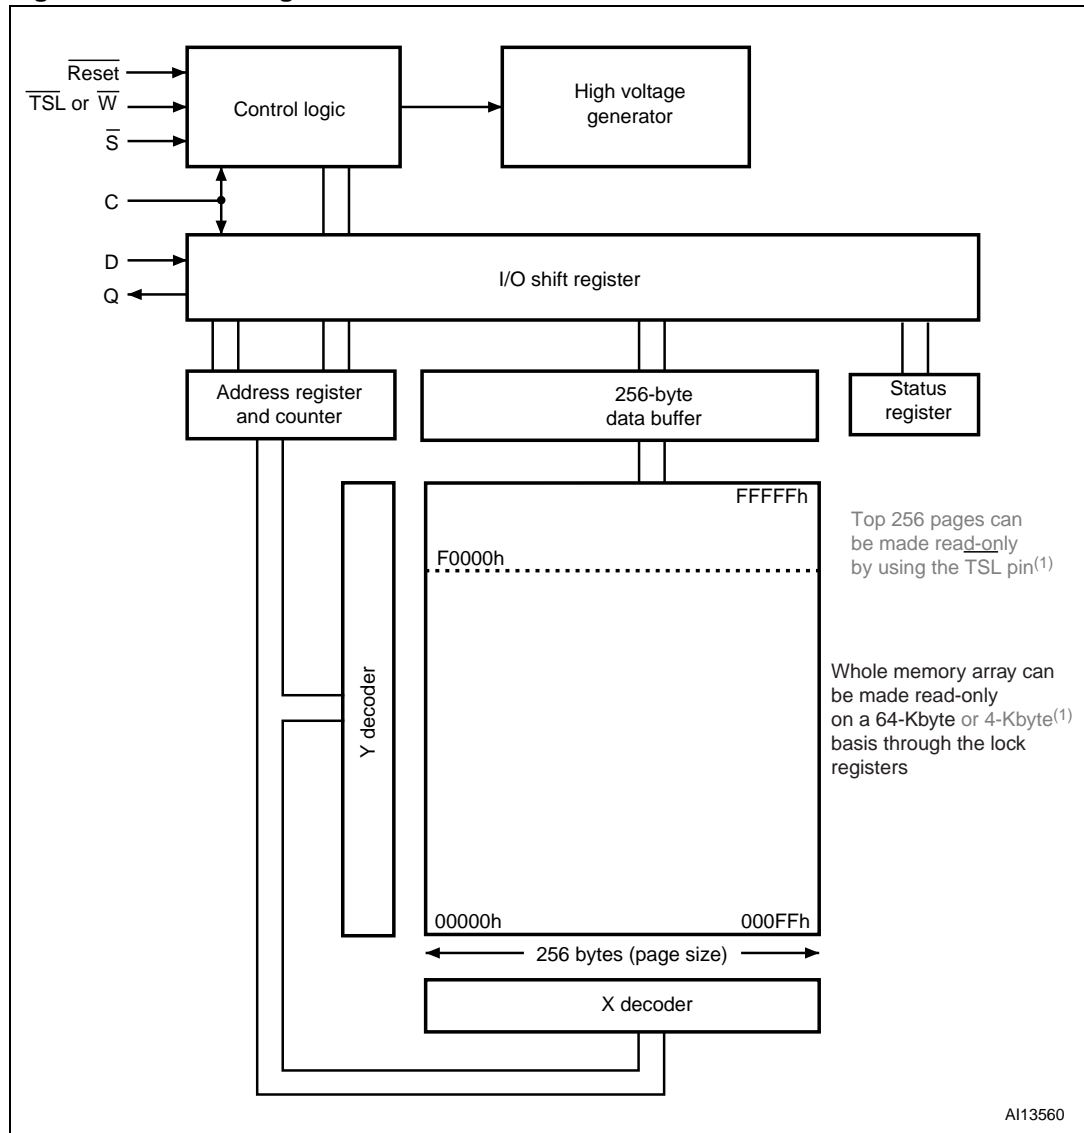 Reset
TSL or W
S
C
D
Q
Control logic
High voltage
generator
I/O shift register
Address register
and counter
256-byte
data buffer
Status
register
FFFFFh
F0000h
Top 256 pages can
be made read-only
by using the TSL pin(1)
Y decoder
Whole memory array can
be made read-only
on a 64-Kbyte or 4-Kbyte(1)
basis through the lock
registers
00000h
000FFh
256 bytes (page size)
X decoder
AI13560